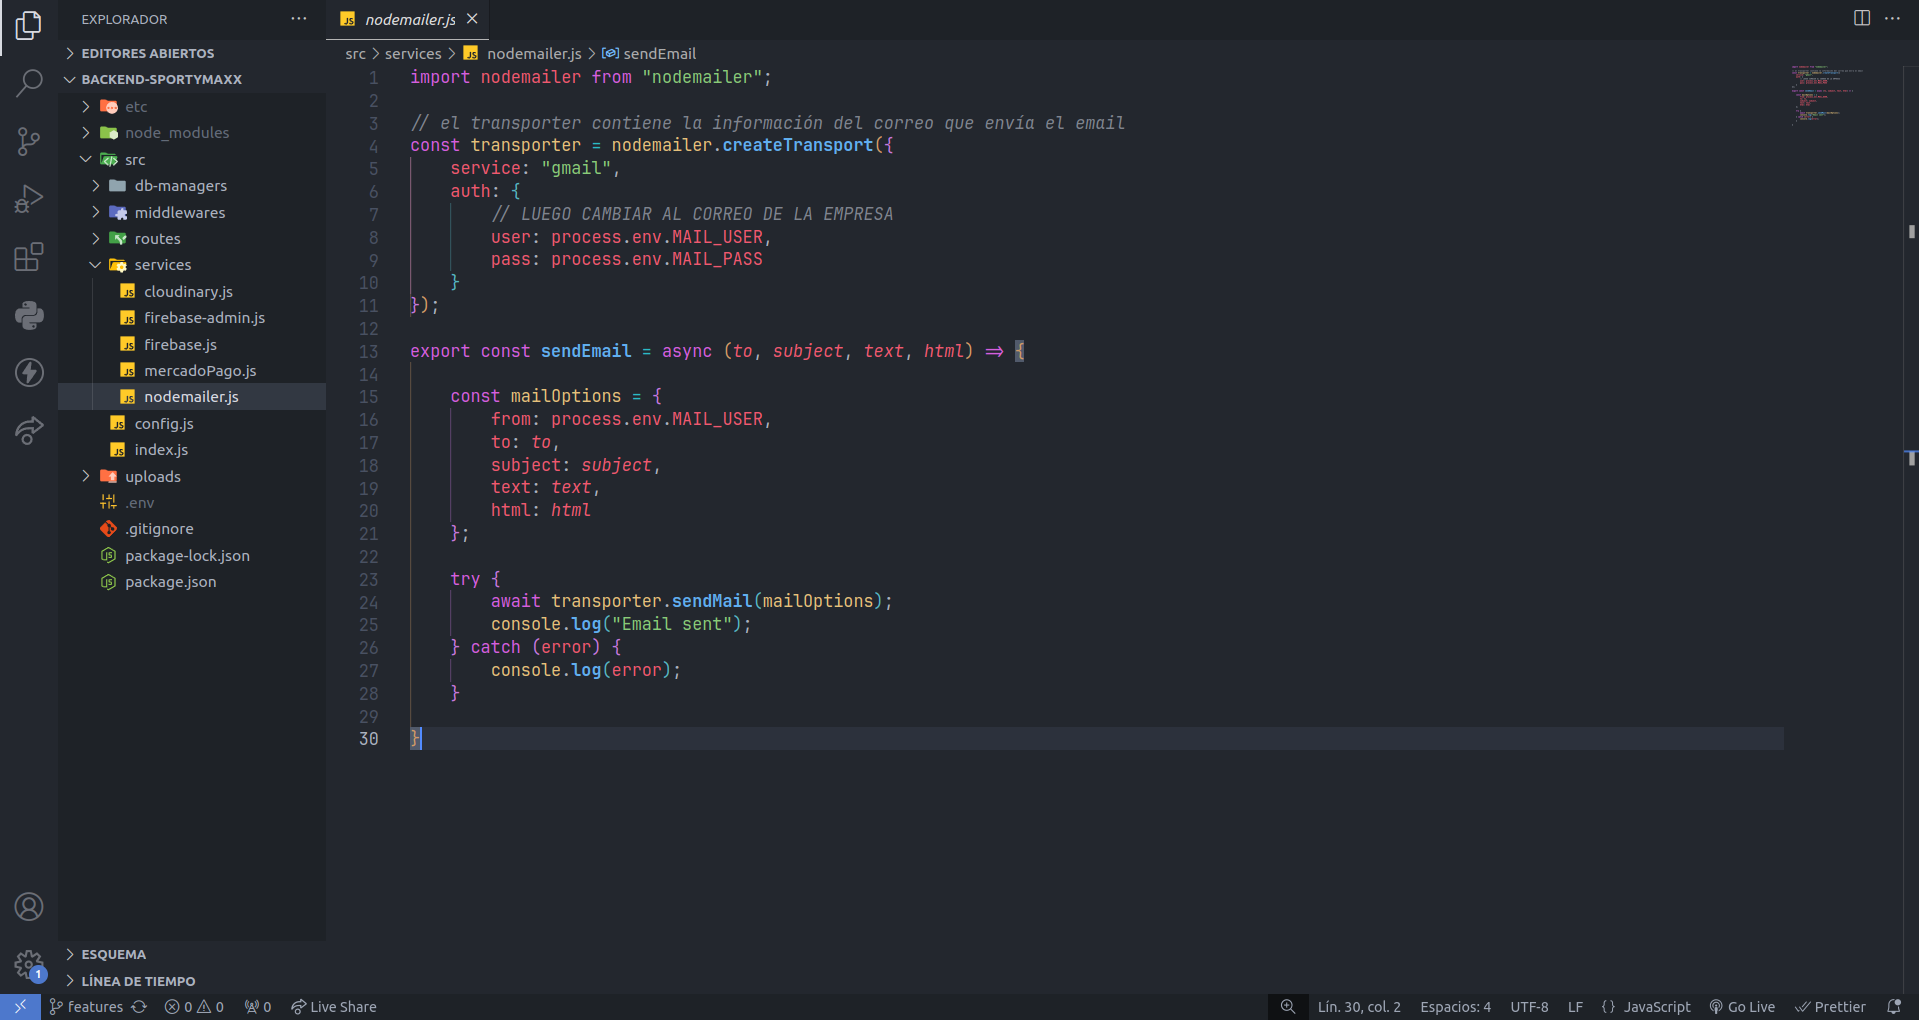 EXPLORADOR
nodemailer.js
EDITORES ABIERTOS
BACKEND-SPORTYMAXX
etc
node_modules
src
db-managers
middlewares
routes
services
cloudinary.js
firebase-admin.js
firebase.js
mercadoPago.js
nodemailer.js
config.js
index.js
uploads
.env
.gitignore
package-lock.json
package.json
ESQUEMA
LÍNEA DE TIEMPO
src > services > JS nodemailer.js > sendEmail
1 import nodemailer from "nodemailer";
2
3 // el transporter contiene la información del correo que envía el email
4 const transporter = nodemailer.createTransport({
5     service: "gmail",
6     auth: {
7         // LUEGO CAMBIAR AL CORREO DE LA EMPRESA
8         user: process.env.MAIL_USER,
9         pass: process.env.MAIL_PASS
10     }
11 });
12
13 export const sendEmail = async (to, subject, text, html) => {
14
15     const mailOptions = {
16         from: process.env.MAIL_USER,
17         to: to,
18         subject: subject,
19         text: text,
20         html: html
21     };
22
23     try {
24         await transporter.sendMail(mailOptions);
25         console.log("Email sent");
26     } catch (error) {
27         console.log(error);
28     }
29
30 }
1
features 0 0 0 Live Share Lín. 30, col. 2 Espacios: 4 UTF-8 LF {} JavaScript Go Live Prettier